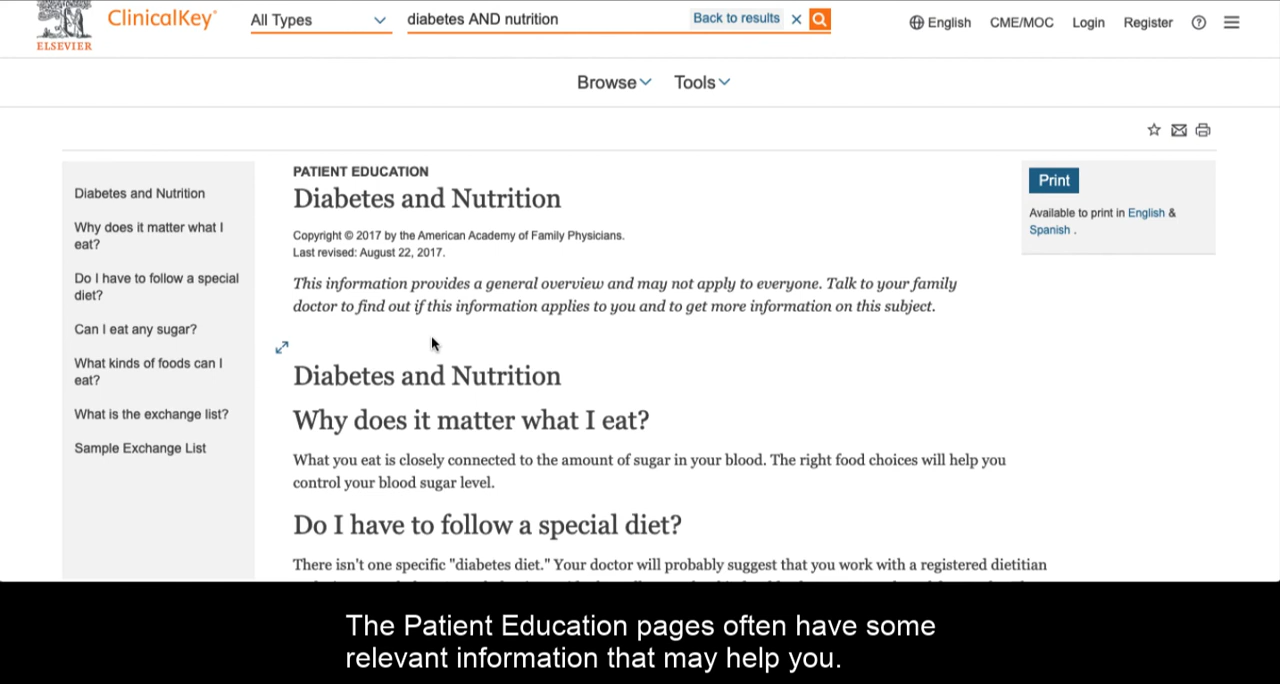 ELSEVIER
ClinicalKey®
All Types
diabetes AND nutrition
Back to results
English
CME/MOC
Login
Register
Browse
Tools
Diabetes and Nutrition
Why does it matter what I
eat?
Do I have to follow a special
diet?
Can I eat any sugar?
What kinds of foods can I
eat?
What is the exchange list?
Sample Exchange List
PATIENT EDUCATION
Diabetes and Nutrition
Copyright © 2017 by the American Academy of Family Physicians.
Last revised: August 22, 2017.
This information provides a general overview and may not apply to everyone. Talk to your family
doctor to find out if this information applies to you and to get more information on this subject.
Diabetes and Nutrition
Why does it matter what I eat?
What you eat is closely connected to the amount of sugar in your blood. The right food choices will help you
control your blood sugar level.
Do I have to follow a special diet?
There isn't one specific "diabetes diet." Your doctor will probably suggest that you work with a registered dietitian
Print
Available to print in English &
Spanish .
The Patient Education pages often have some
relevant information that may help you.